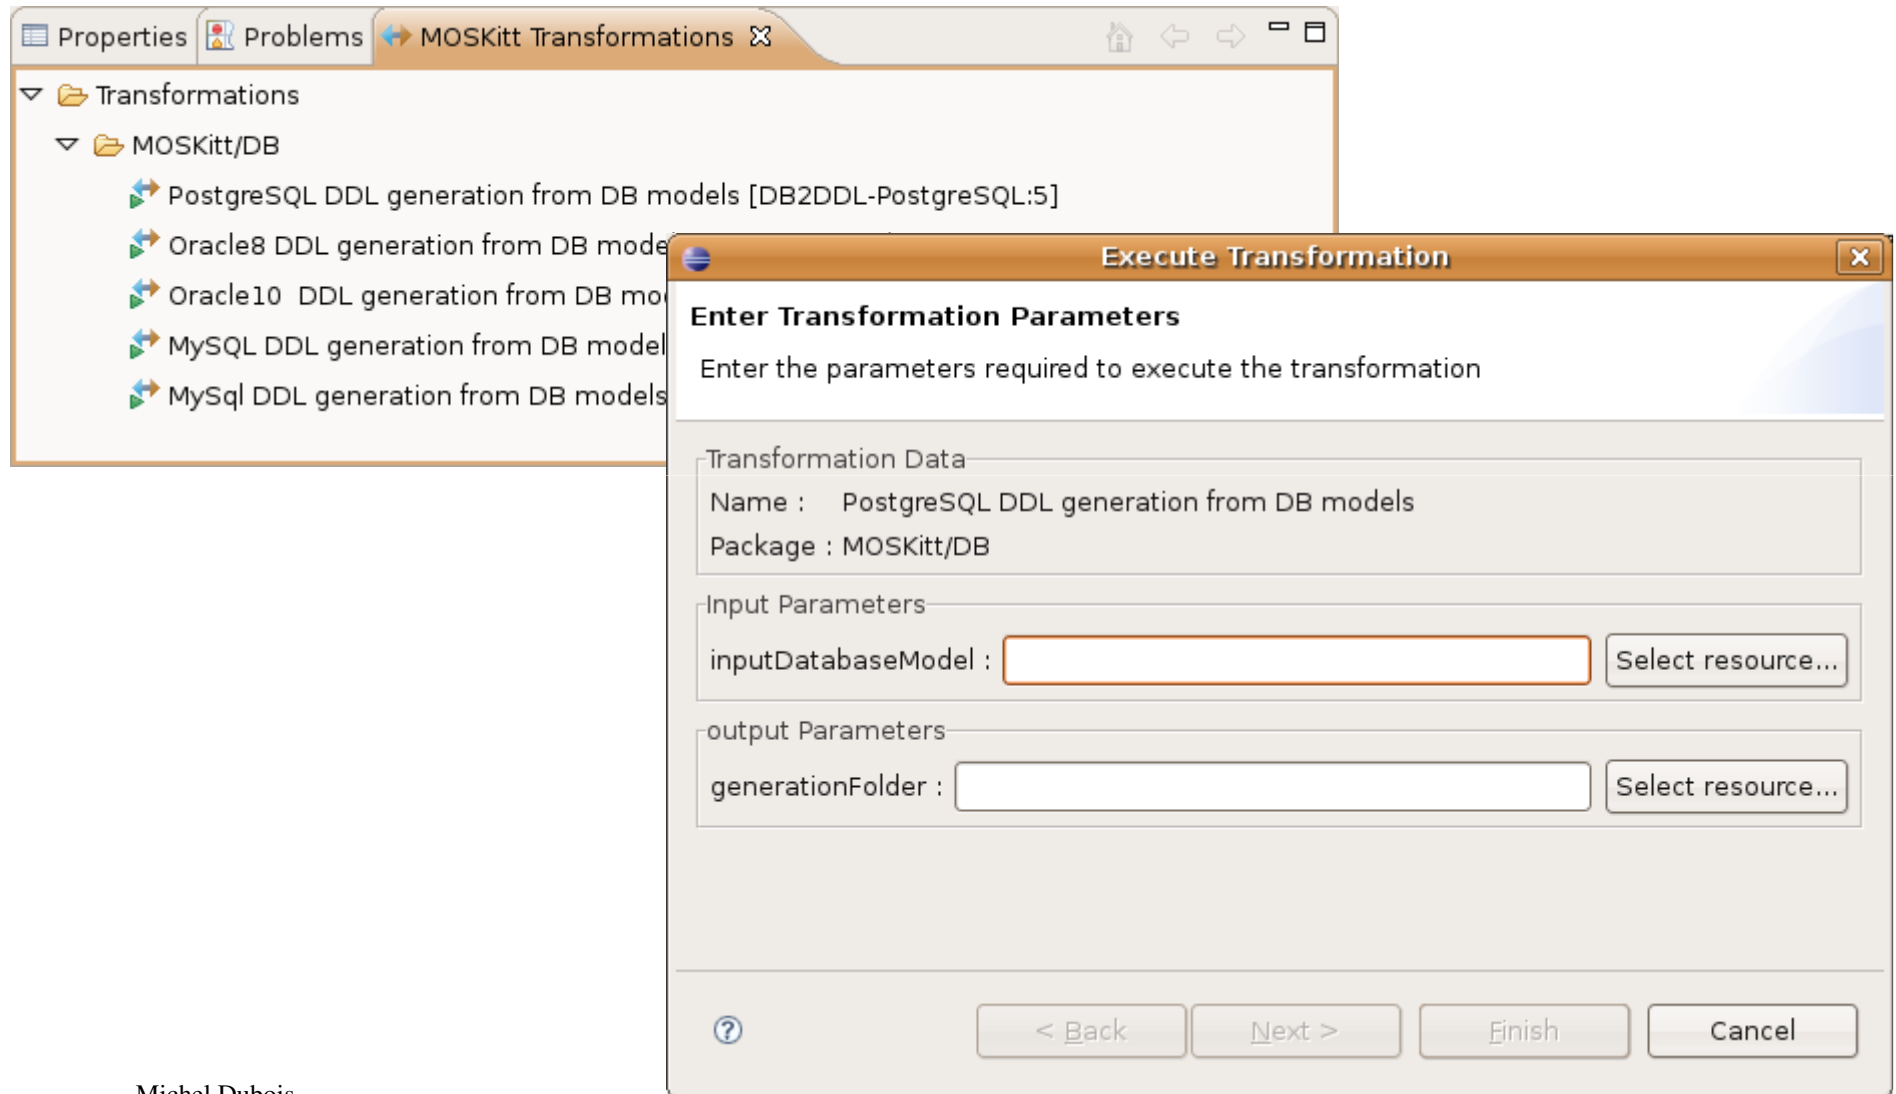 Properties Problems MOSKitt Transformations
Transformations
MOSKitt/DB
PostgreSQL DDL generation from DB models [DB2DDL-PostgreSQL:5]
Oracle8 DDL generation from DB
Oracle10 DDL generation from DB
MySQL DDL generation from DB model
MySql DDL generation from DB models
Execute Transformation
Enter Transformation Parameters
Enter the parameters required to execute the transformation
Transformation Data
Name : PostgreSQL DDL generation from DB models
Package : MOSKitt/DB
Input Parameters
inputDatabaseModel : Select resource...
output Parameters
generationFolder : Select resource...
< Back Next > Finish Cancel
Michel Dubois